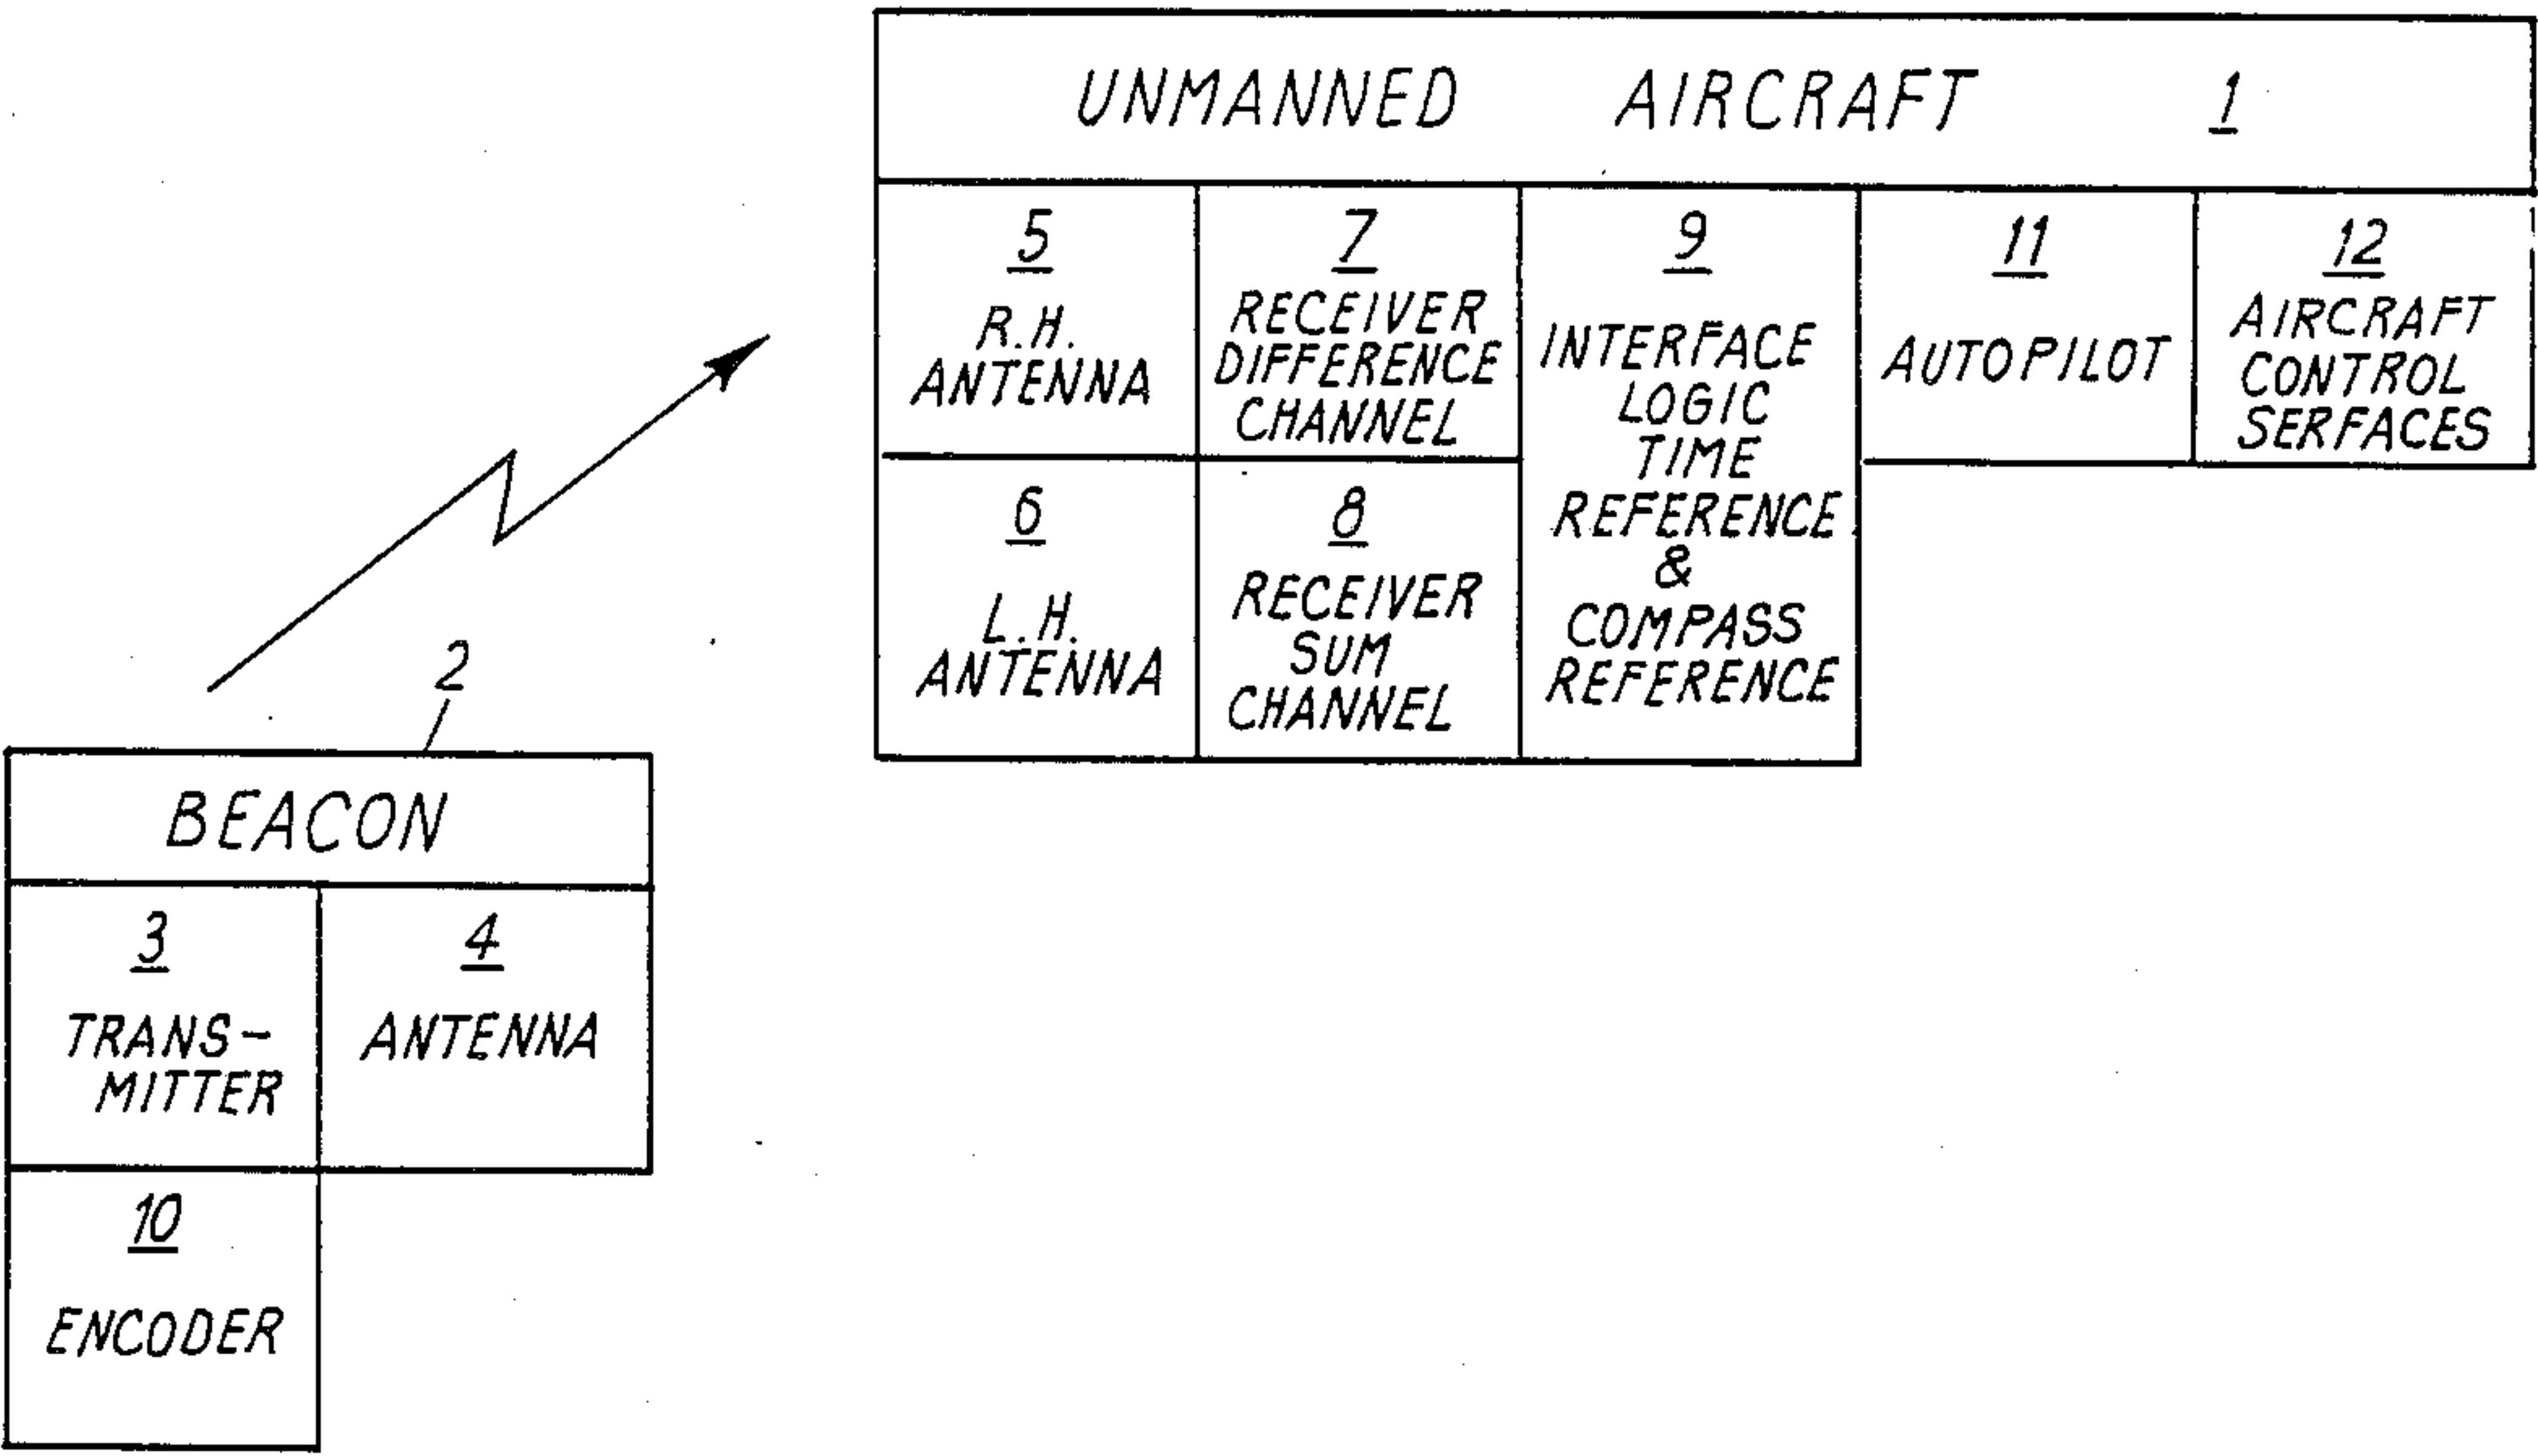 UNMANNED AIRCRAFT 1
5
R.H.
ANTENNA
7
RECEIVER
DIFFERENCE
CHANNEL
9
INTERFACE
LOGIC
TIME
REFERENCE
&
COMPASS
REFERENCE
11
AUTOPILOT
12
AIRCRAFT
CONTROL
SERFACES
6
L.H.
ANTENNA
8
RECEIVER
SUM
CHANNEL
2
BEACON
3
TRANS-
MITTER
4
ANTENNA
10
ENCODER